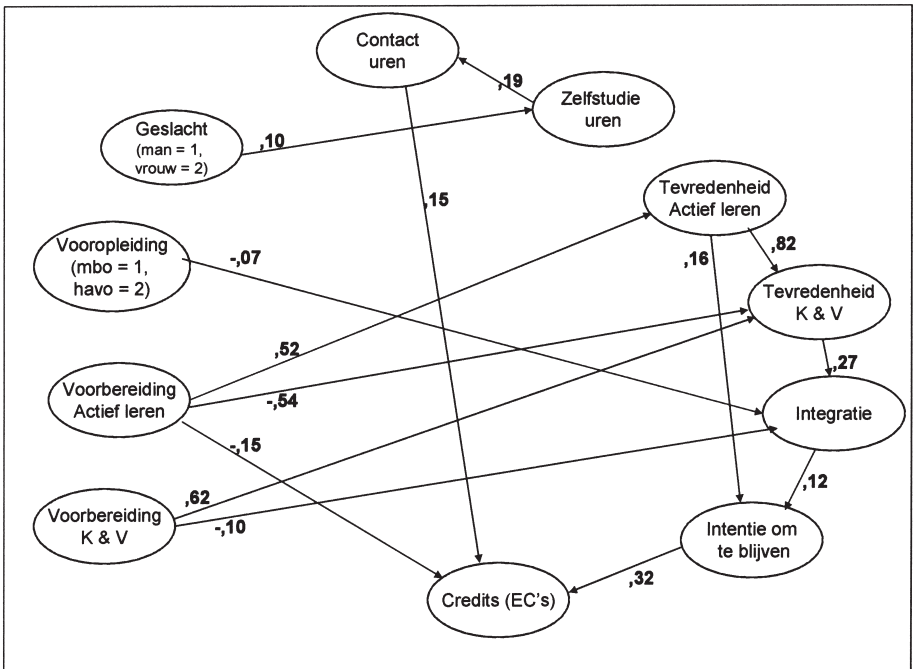 Contact
uren
,19
Zelfstudie
uren
Geslacht
(man = 1,
vrouw = 2)
,10
Tevredenheid
Actief leren
,15
Vooropleiding
(mbo = 1,
havo = 2)
-,07
,16
,82
Tevredenheid
K & V
,52
,27
Voorbereiding
Actief leren
-,54
Integratie
-,15
,12
Voorbereiding
K & V
,62
-,10
Intentie om
te blijven
,32
Credits (EC's)